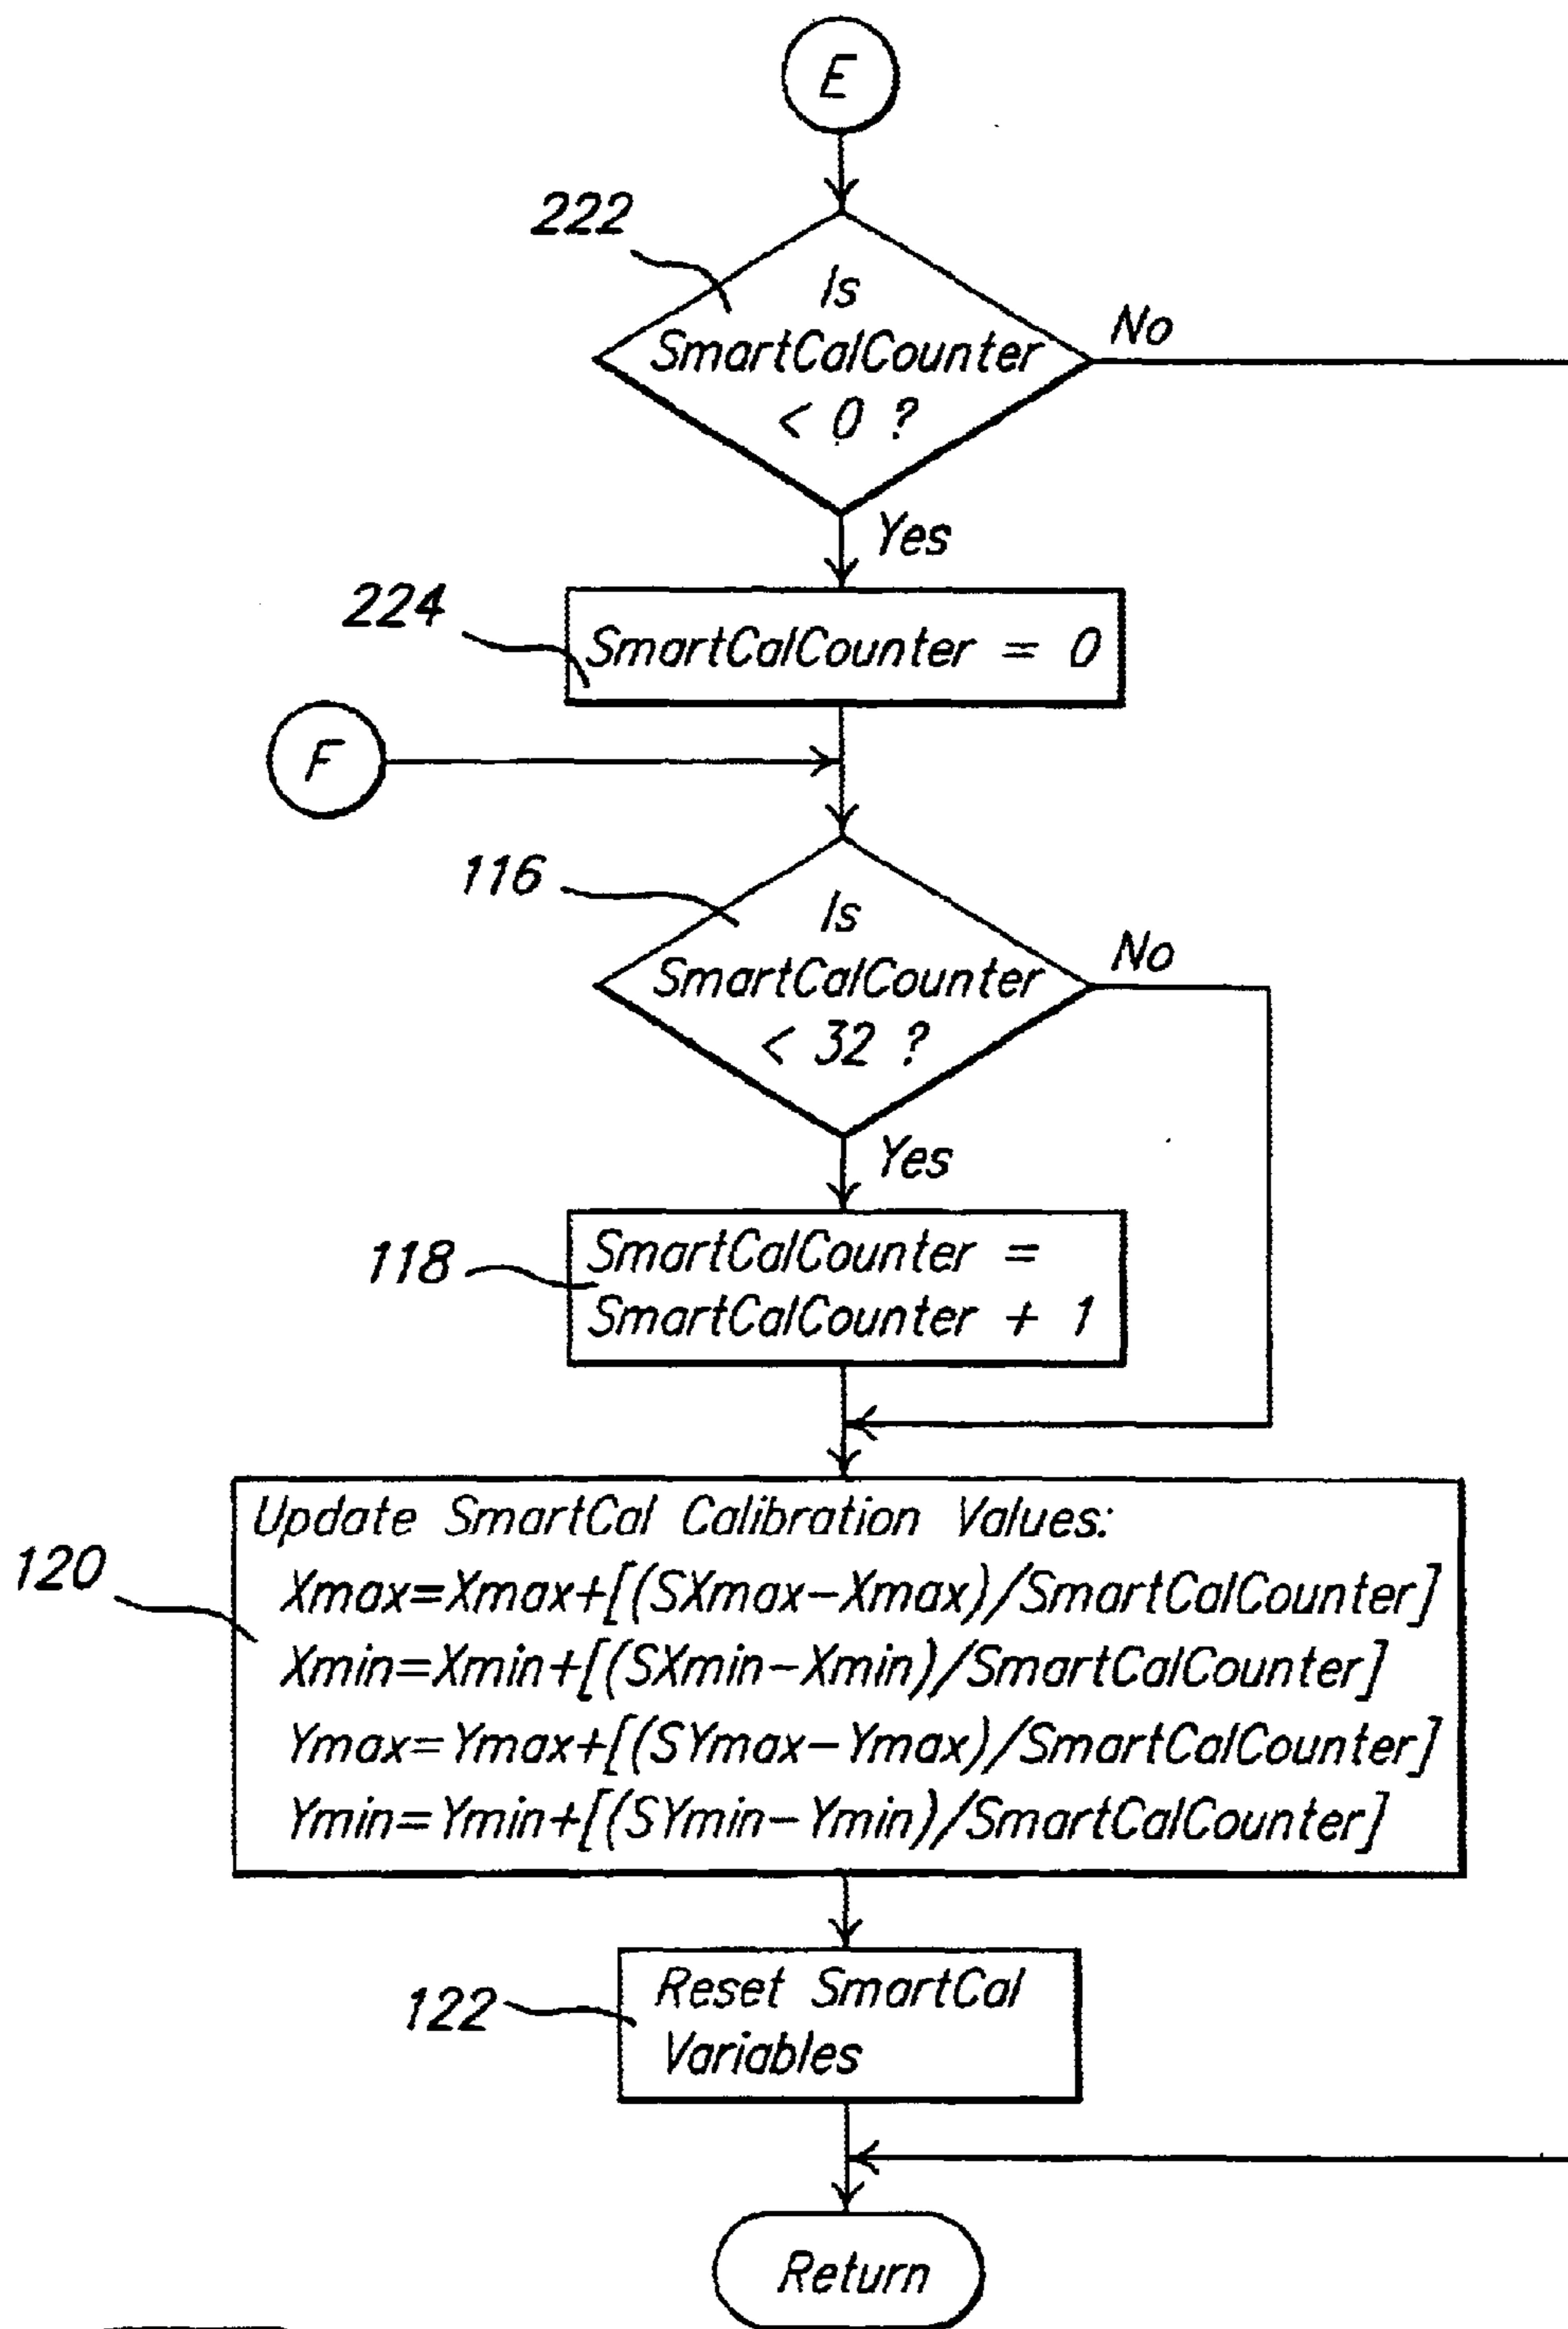 E
222
Is
SmartCalCounter
< 0 ?
No
Yes
224
SmartCalCounter = 0
F
116
Is
SmartCalCounter
< 32 ?
No
Yes
118
SmartCalCounter =
SmartCalCounter + 1
120
Update SmartCal Calibration Values:
Xmax=Xmax+[(SXmax-Xmax)/SmartCalCounter]
Xmin=Xmin+[(SXmin-Xmin)/SmartCalCounter]
Ymax=Ymax+[(SYmax-Ymax)/SmartCalCounter]
Ymin=Ymin+[(SYmin-Ymin)/SmartCalCounter]
122
Reset SmartCal
Variables
Return